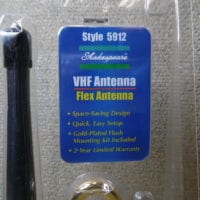 Style 5912
Shakespeare
VHF Antenna
Flex Antenna
• Space-Saving Design
• Quick, Easy Setup
• Gold-Plated Flush
Mounting Kit Included
• 2-Year Limited Warranty